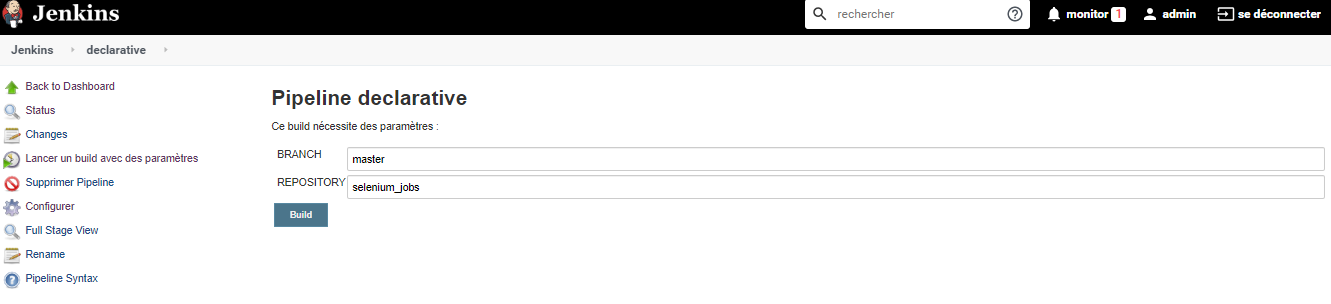 Jenkins
rechercher
monitor 1
admin
se déconnecter
Jenkins
declarative
Back to Dashboard
Status
Changes
Lancer un build avec des paramètres
Supprimer Pipeline
Configurer
Full Stage View
Rename
Pipeline Syntax
Pipeline declarative
Ce build nécessite des paramètres :
BRANCH
master
REPOSITORY
selenium_jobs
Build